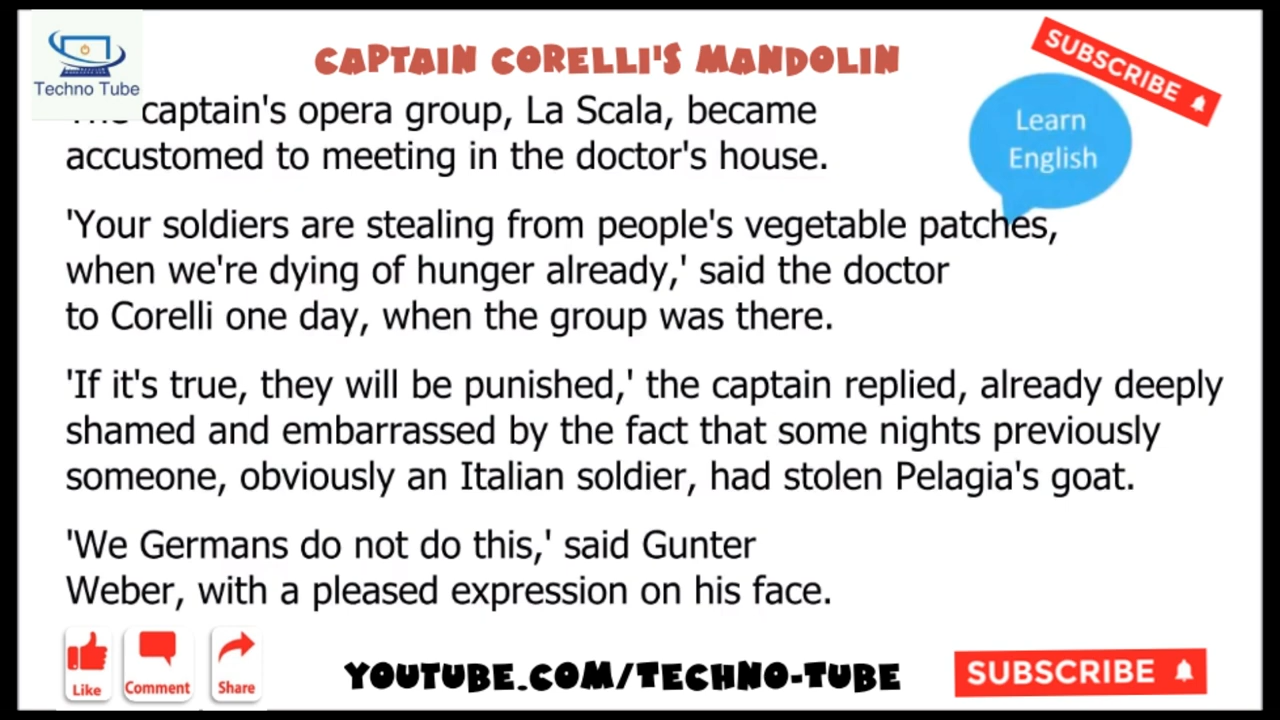 CAPTAIN CORELLI'S MANDOLIN
SUBSCRIBE
Techno Tube
Learn
English
The captain's opera group, La Scala, became
accustomed to meeting in the doctor's house.
'Your soldiers are stealing from people's vegetable patches,
when we're dying of hunger already,' said the doctor
to Corelli one day, when the group was there.
'If it's true, they will be punished,' the captain replied, already deeply
shamed and embarrassed by the fact that some nights previously
someone, obviously an Italian soldier, had stolen Pelagia's goat.
'We Germans do not do this,' said Gunter
Weber, with a pleased expression on his face.
Like
Comment
Share
YOUTUBE.COM/TECHNO-TUBE
SUBSCRIBE